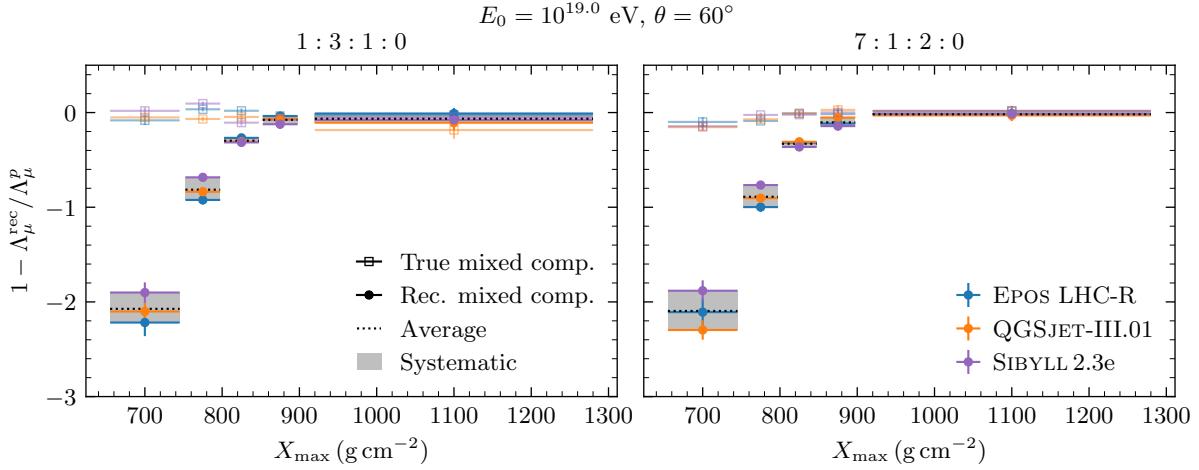 E₀ = 10^{19.0} eV, θ = 60°
1 : 3 : 1 : 0
7 : 1 : 2 : 0
0
−1
−2
−3
1 − Λ_μ^{rec}/Λ_μ^p
True mixed comp.
Rec. mixed comp.
Average
Systematic
EPOS LHC-R
QGSJET-III.01
SIBYLL 2.3e
700 800 900 1000 1100 1200 1300
700 800 900 1000 1100 1200 1300
X_max (g cm⁻²)
X_max (g cm⁻²)